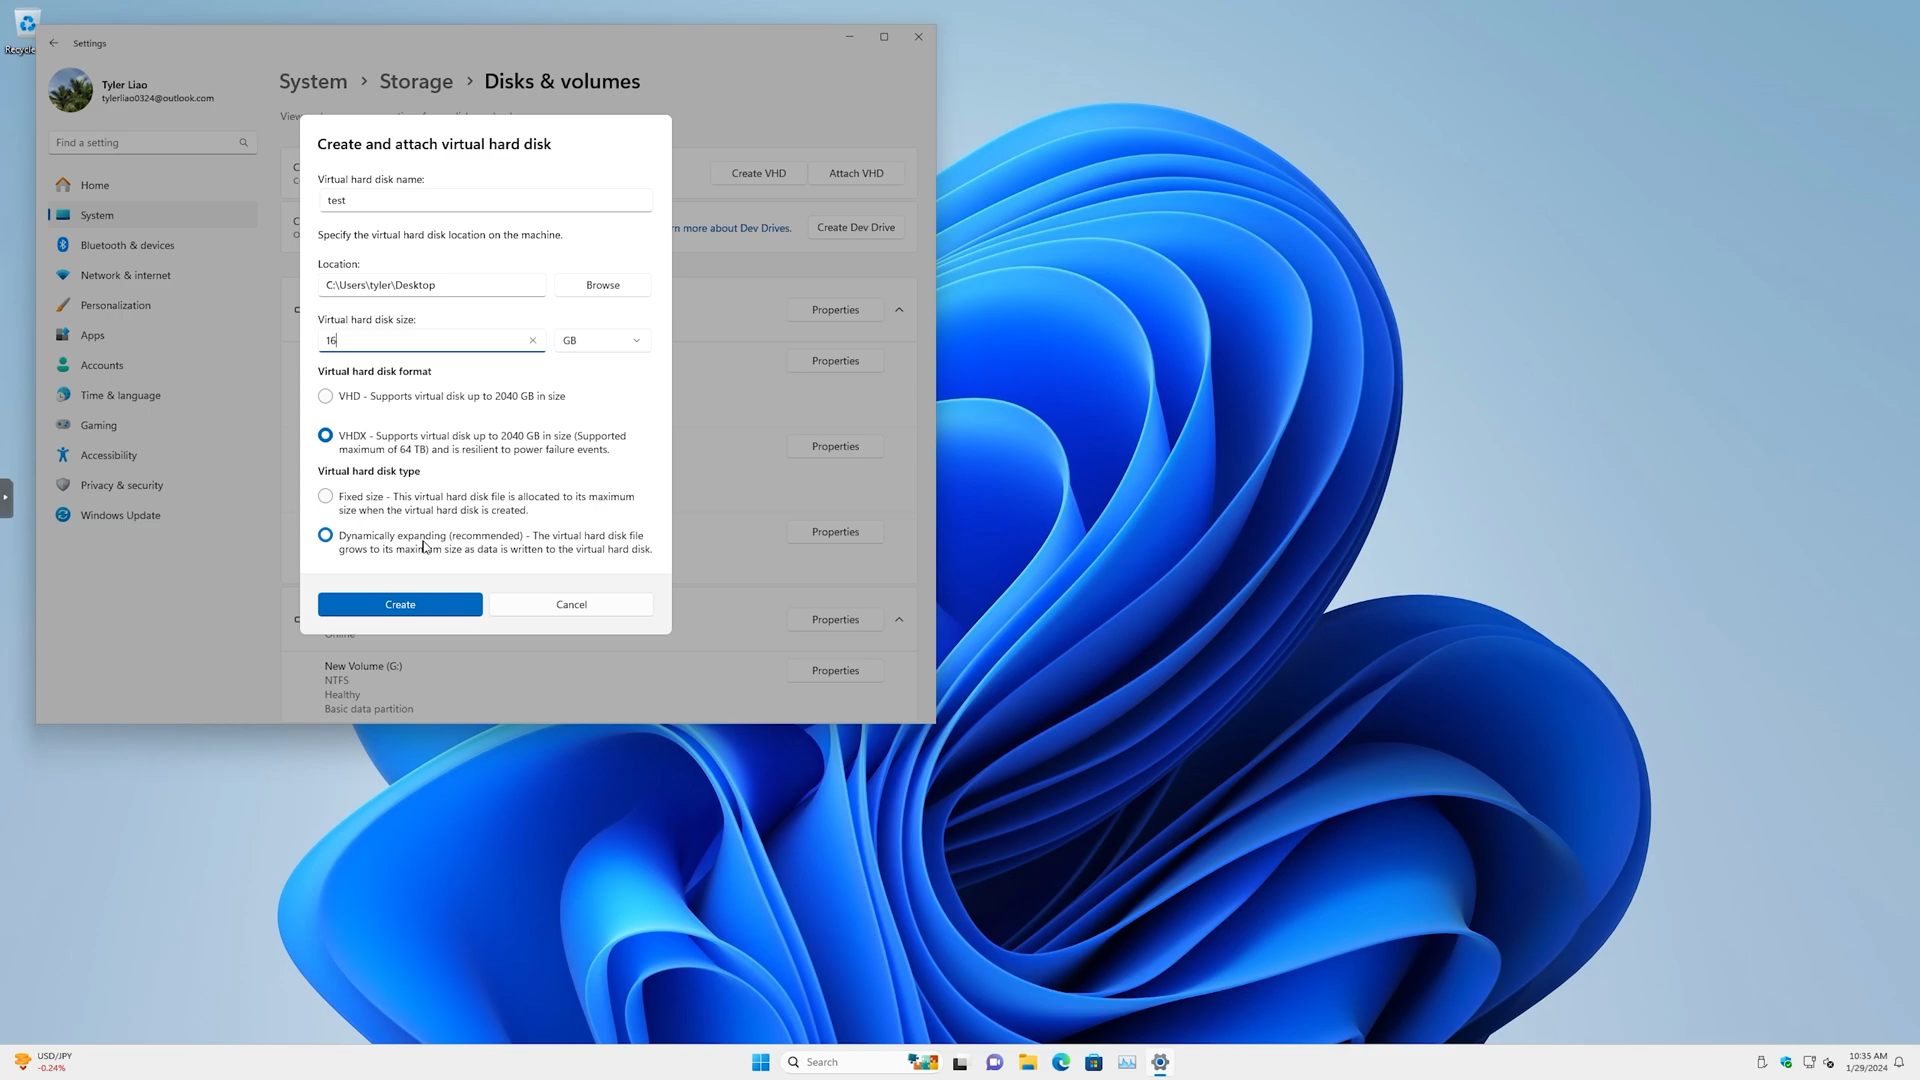 Recycle
Settings
Tyler Liao
tylerliao0324@outlook.com
Find a setting
Home
System
Bluetooth & devices
Network & internet
Personalization
Apps
Accounts
Time & language
Gaming
Accessibility
Privacy & security
Windows Update
System > Storage > Disks & volumes
Create VHD
Attach VHD
rn more about Dev Drives.
Create Dev Drive
Properties
Properties
Properties
Properties
Properties
Online
New Volume (G:)
Properties
NTFS
Healthy
Basic data partition
Create and attach virtual hard disk
Virtual hard disk name:
test
Specify the virtual hard disk location on the machine.
Location:
C:\Users\tyler\Desktop
Browse
Virtual hard disk size:
16
GB
Virtual hard disk format
VHD - Supports virtual disk up to 2040 GB in size
VHDX - Supports virtual disk up to 2040 GB in size (Supported
maximum of 64 TB) and is resilient to power failure events.
Virtual hard disk type
Fixed size - This virtual hard disk file is allocated to its maximum
size when the virtual hard disk is created.
Dynamically expanding (recommended) - The virtual hard disk file
grows to its maximum size as data is written to the virtual hard disk.
Create
Cancel
USD/JPY
-0.24%
Search
10:35 AM
1/29/2024